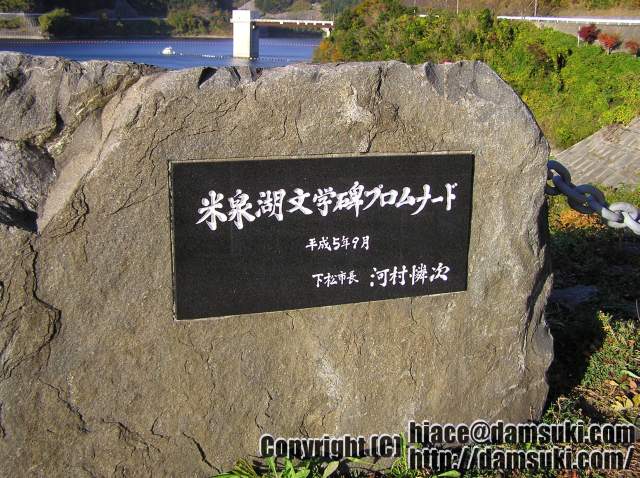 米泉湖文学碑プロムナード
平成5年9月
下松市長 河村憐次
Copyright (C) hiace@damsuki.com
http://damsuki.com/